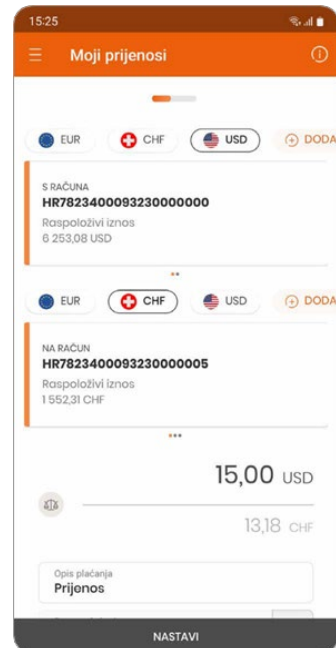 15:25
Moji prijenosi
EUR CHF USD DODA
S RAČUNA
HR7823400093230000000
Raspoloživi iznos
6 253,08 USD
EUR CHF USD DODA
NA RAČUN
HR7823400093230000005
Raspoloživi iznos
1 552,31 CHF
15,00 USD
13,18 CHF
Opis plaćanja
Prijenos
NASTAVI